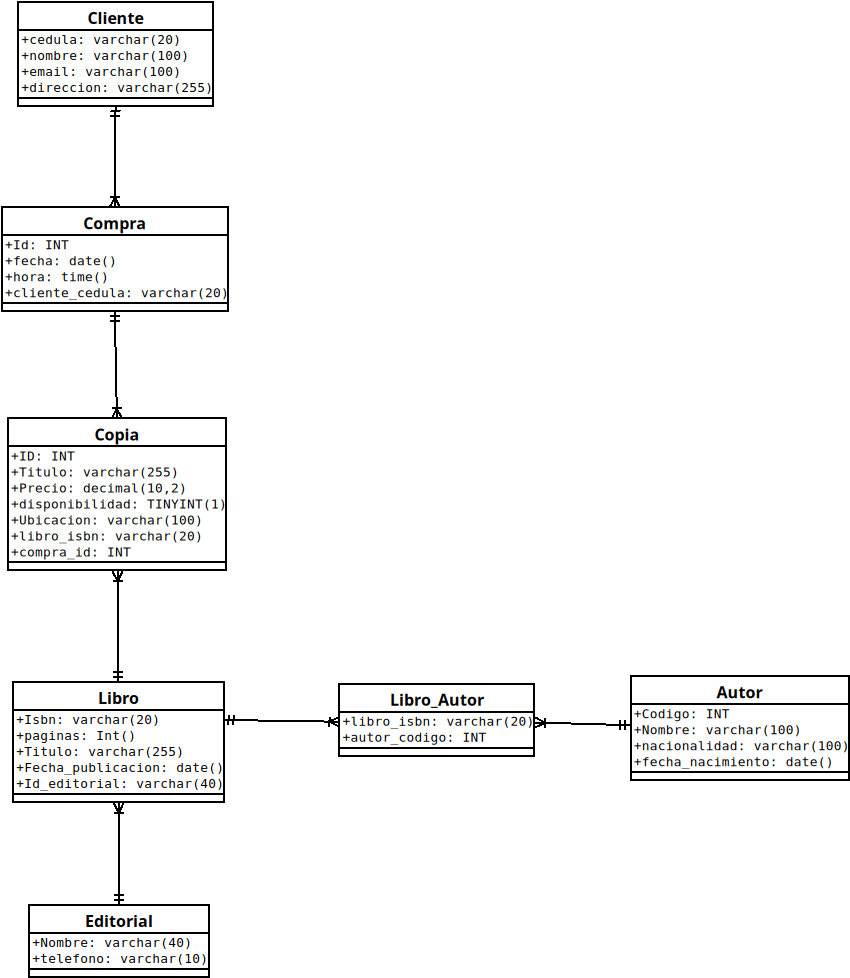 Cliente
+cedula: varchar(20)
+nombre: varchar(100)
+email: varchar(100)
+direccion: varchar(255)
Compra
+Id: INT
+fecha: date()
+hora: time()
+cliente_cedula: varchar(20)
Copia
+ID: INT
+Titulo: varchar(255)
+Precio: decimal(10,2)
+disponibilidad: TINYINT(1)
+Ubicacion: varchar(100)
+libro_isbn: varchar(20)
+compra_id: INT
Libro
+Isbn: varchar(20)
+paginas: Int()
+Titulo: varchar(255)
+Fecha_publicacion: date()
+Id_editorial: varchar(40)
Libro_Autor
+libro_isbn: varchar(20)
+autor_codigo: INT
Autor
+Codigo: INT
+Nombre: varchar(100)
+nacionalidad: varchar(100)
+fecha_nacimiento: date()
Editorial
+Nombre: varchar(40)
+telefono: varchar(10)